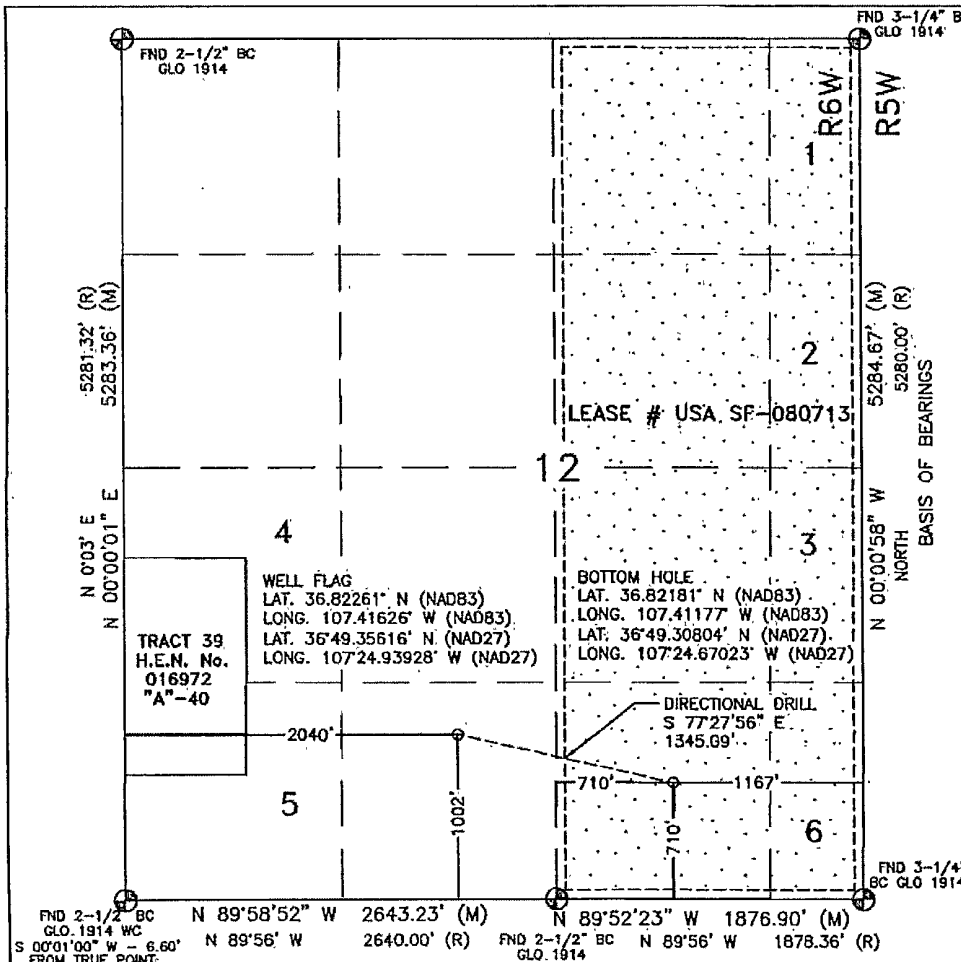 FND 3-1/4" B
GLO 1914
FND 2-1/2" BC
GLO 1914
R6W
R5W
1
5281.32' (R)
5283.36' (M)
N 0°03' E
N 00°00'01" E
2
5284.67' (M)
5280.00' (R)
N 00°00'58" W
NORTH
BASIS OF BEARINGS
LEASE # USA SF-080713
12
4
3
WELL FLAG
LAT. 36.82261° N (NAD83)
LONG. 107.41626° W (NAD83)
LAT. 36°49.35616' N (NAD27)
LONG. 107°24.93928' W (NAD27)
BOTTOM HOLE
LAT. 36.82181° N (NAD83)
LONG. 107.41177° W (NAD83)
LAT. 36°49.30804' N (NAD27)
LONG. 107°24.67023' W (NAD27)
TRACT 39
H.E.N. No.
016972
"A"-40
DIRECTIONAL DRILL
S 77°27'56" E
1345.09'
2040'
710'
1167'
1002'
710'
5
6
FND 3-1/4"
BC GLO 1914
FND 2-1/2" BC
GLO 1914 WC
S 00°01'00" W - 6.60'
FROM TRUE POINT
N 89°58'52" W 2643.23' (M)
N 89°56' W 2640.00' (R)
FND 2-1/2" BC
GLO 1914
N 89°52'23" W 1876.90' (M)
N 89°56' W 1878.36' (R)